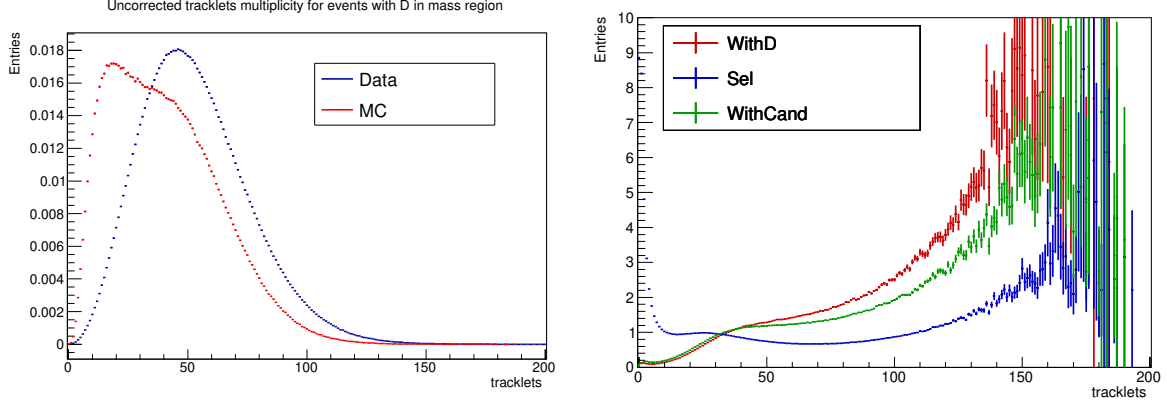 Uncorrected tracklets multiplicity for events with D in mass region
Entries
0.018
0.016
0.014
0.012
0.01
0.008
0.006
0.004
0.002
0
Data
MC
0 50 100 150 200
tracklets
Entries
10
9
8
7
6
5
4
3
2
1
0
WithD
Sel
WithCand
0 50 100 150 200
tracklets